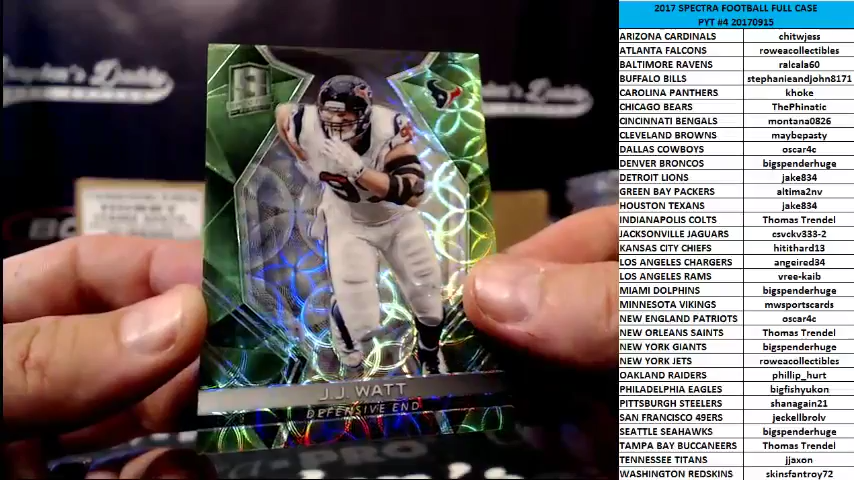 J.J. WATT
DEFENSIVE END
2017 SPECTRA FOOTBALL FULL CASE
PYT #4 20170915
ARIZONA CARDINALS chitwjess
ATLANTA FALCONS roweacollectibles
BALTIMORE RAVENS ralcala60
BUFFALO BILLS stephanieandjohn8171
CAROLINA PANTHERS khoke
CHICAGO BEARS ThePhinatic
CINCINNATI BENGALS montana0826
CLEVELAND BROWNS maybepasty
DALLAS COWBOYS oscar4c
DENVER BRONCOS bigspenderhuge
DETROIT LIONS jake834
GREEN BAY PACKERS altima2nv
HOUSTON TEXANS jake834
INDIANAPOLIS COLTS Thomas Trendel
JACKSONVILLE JAGUARS csvckv333-2
KANSAS CITY CHIEFS hitithard13
LOS ANGELES CHARGERS angeired34
LOS ANGELES RAMS vree-kaib
MIAMI DOLPHINS bigspenderhuge
MINNESOTA VIKINGS mwsportscards
NEW ENGLAND PATRIOTS oscar4c
NEW ORLEANS SAINTS Thomas Trendel
NEW YORK GIANTS bigspenderhuge
NEW YORK JETS roweacollectibles
OAKLAND RAIDERS phillip_hurt
PHILADELPHIA EAGLES bigfishyukon
PITTSBURGH STEELERS shanagain21
SAN FRANCISCO 49ERS jeckellbrolv
SEATTLE SEAHAWKS bigspenderhuge
TAMPA BAY BUCCANEERS Thomas Trendel
TENNESSEE TITANS jjaxon
WASHINGTON REDSKINS skinsfantroy72